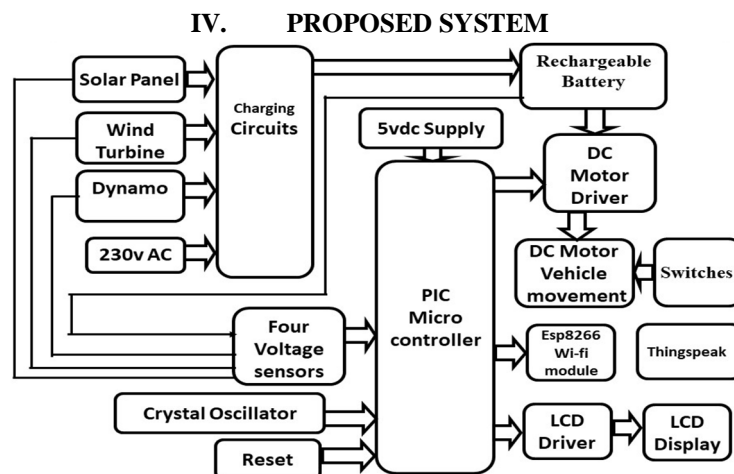 IV. PROPOSED SYSTEM
Solar Panel
Wind
Turbine
Dynamo
230v AC
Charging
Circuits
Rechargeable
Battery
5vdc Supply
DC
Motor
Driver
DC Motor
Vehicle
movement
Switches
PIC
Micro
controller
Four
Voltage
sensors
Esp8266
Wi-fi
module
Thingspeak
Crystal Oscillator
Reset
LCD
Driver
LCD
Display